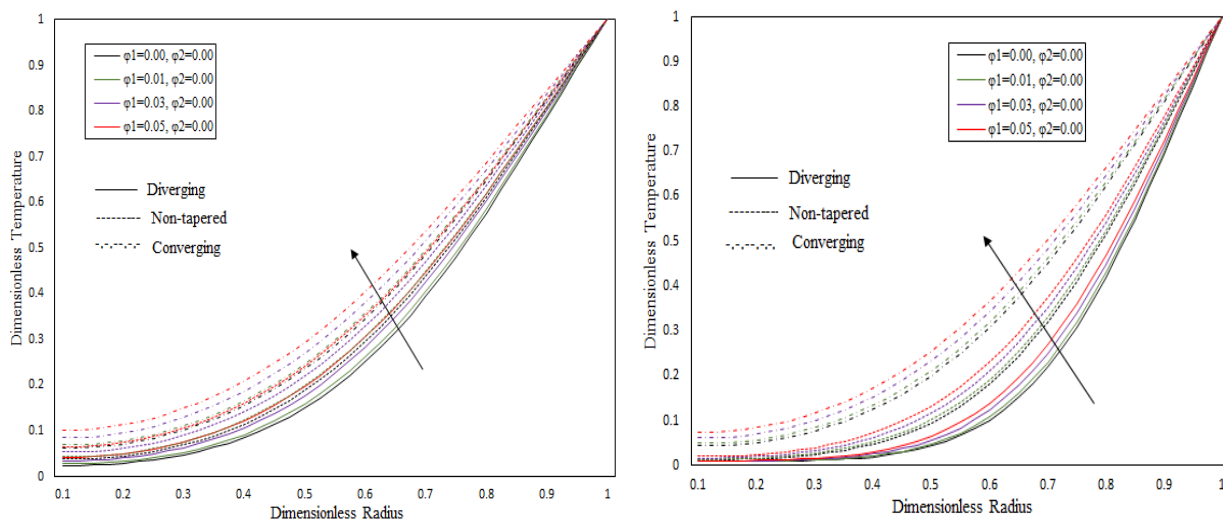 1
0.9
0.8
0.7
0.6
0.5
0.4
0.3
0.2
0.1
0
Dimensionless Temperature
φ1=0.00, φ2=0.00
φ1=0.01, φ2=0.00
φ1=0.03, φ2=0.00
φ1=0.05, φ2=0.00
Diverging
Non-tapered
Converging
0.1 0.2 0.3 0.4 0.5 0.6 0.7 0.8 0.9 1
Dimensionless Radius
1
0.9
0.8
0.7
0.6
0.5
0.4
0.3
0.2
0.1
0
Dimensionless Temperature
φ1=0.00, φ2=0.00
φ1=0.01, φ2=0.00
φ1=0.03, φ2=0.00
φ1=0.05, φ2=0.00
Diverging
Non-tapered
Converging
0.1 0.2 0.3 0.4 0.5 0.6 0.7 0.8 0.9 1
Dimensionless Radius